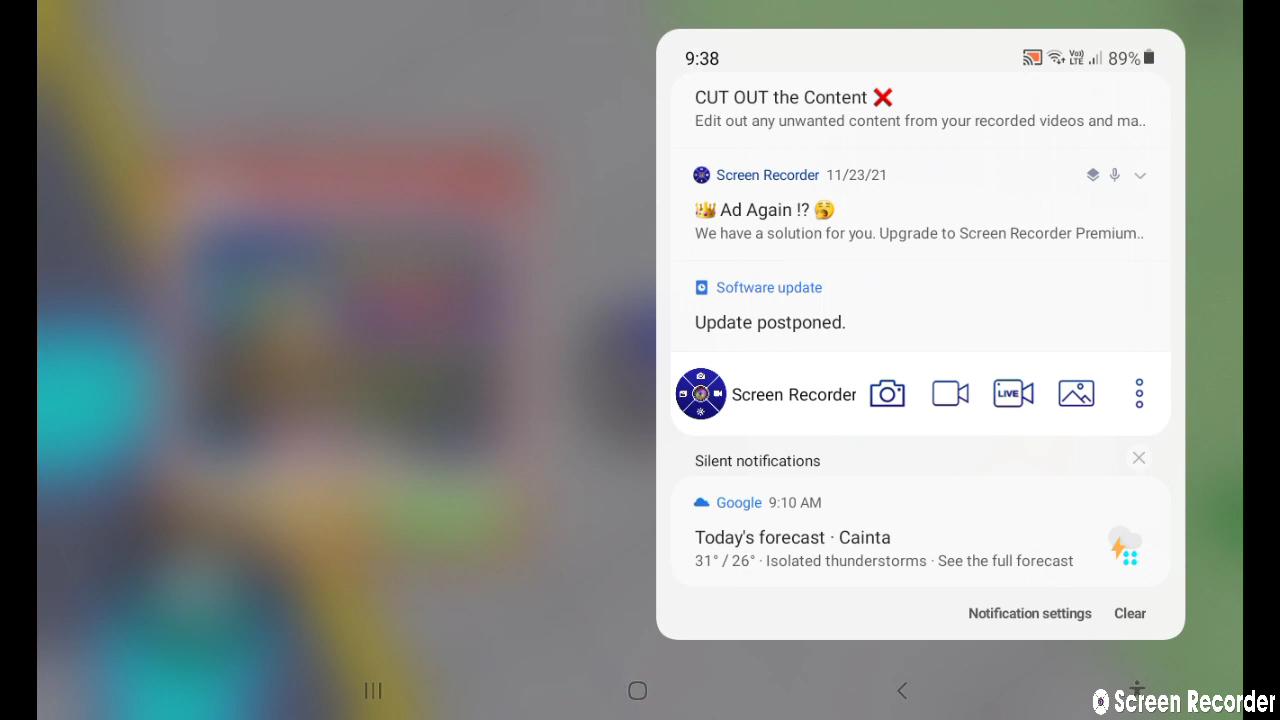 9:38
Vo)) LTE 89%
CUT OUT the Content ❌
Edit out any unwanted content from your recorded videos and ma..
Screen Recorder 11/23/21
👑 Ad Again !? 🥱
We have a solution for you. Upgrade to Screen Recorder Premium..
Software update
Update postponed.
Screen Recorder LIVE
Silent notifications
Google 9:10 AM
Today's forecast · Cainta
31° / 26° · Isolated thunderstorms · See the full forecast
Notification settings Clear
Screen Recorder